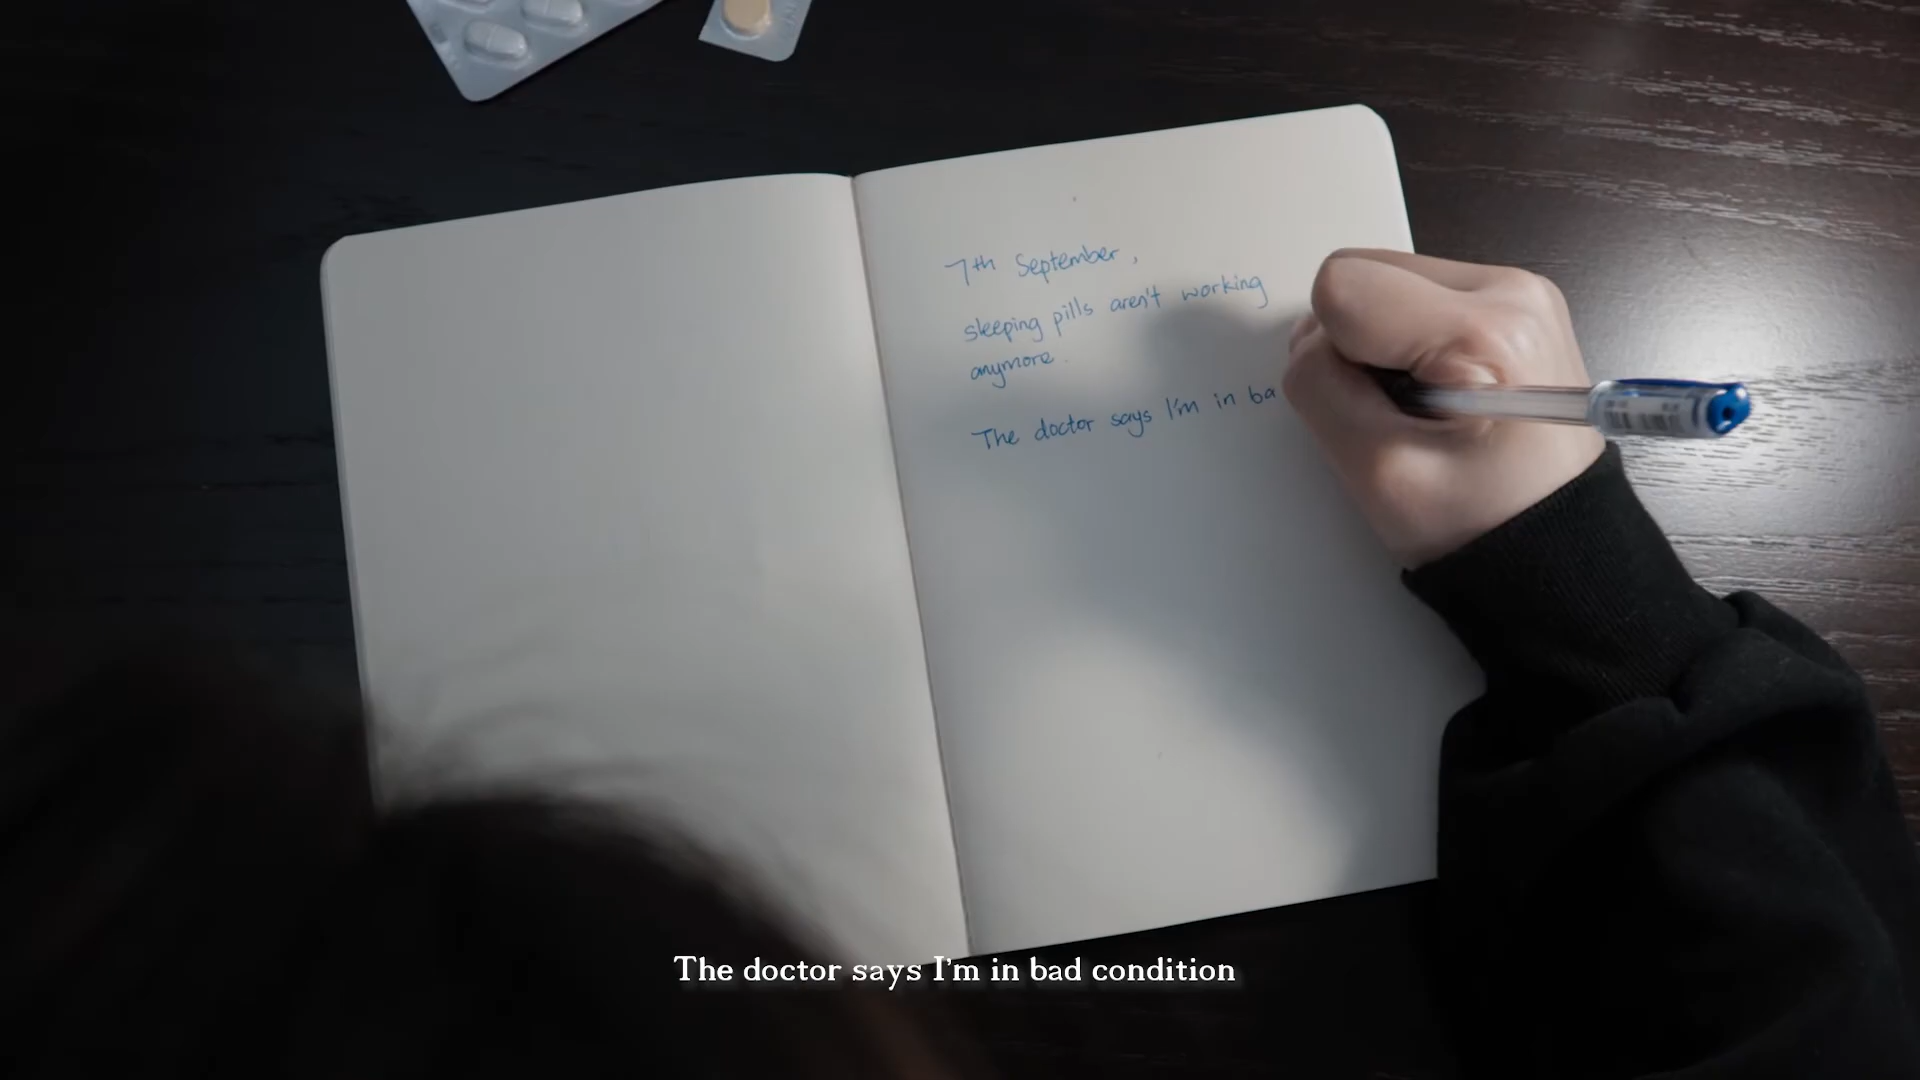 7th September,
sleeping pills aren't working
anymore.
The doctor says I'm in ba
The doctor says I'm in bad condition